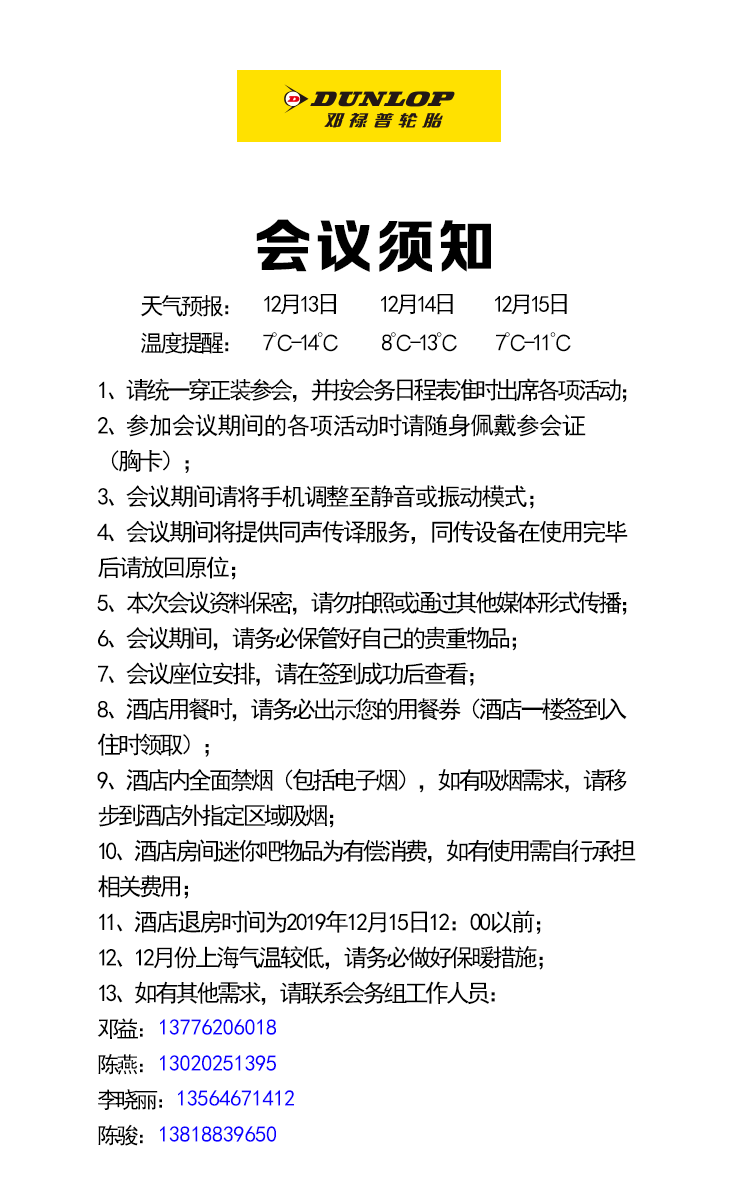 DUNLOP
邓禄普轮胎
会议须知
天气预报： 12月13日 12月14日 12月15日
温度提醒： 7℃-14℃ 8℃-13℃ 7℃-11℃
1、请统一穿正装参会，并按会务日程表准时出席各项活动；
2、参加会议期间的各项活动时请随身佩戴参会证
（胸卡）；
3、会议期间请将手机调整至静音或振动模式；
4、会议期间将提供同声传译服务，同传设备在使用完毕
后请放回原位；
5、本次会议资料保密，请勿拍照或通过其他媒体形式传播；
6、会议期间，请务必保管好自己的贵重物品；
7、会议座位安排，请在签到成功后查看；
8、酒店用餐时，请务必出示您的用餐券（酒店一楼签到入
住时领取）；
9、酒店内全面禁烟（包括电子烟），如有吸烟需求，请移
步到酒店外指定区域吸烟；
10、酒店房间迷你吧物品为有偿消费，如有使用需自行承担
相关费用；
11、酒店退房时间为2019年12月15日12：00以前；
12、12月份上海气温较低，请务必做好保暖措施；
13、如有其他需求，请联系会务组工作人员：
邓益：13776206018
陈燕：13020251395
李晓丽：13564671412
陈骏：13818839650